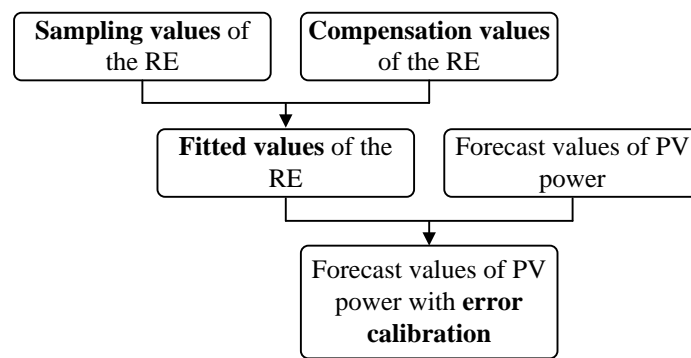 Sampling values of
the RE
Compensation values
of the RE
Fitted values of the
RE
Forecast values of PV
power
Forecast values of PV
power with error
calibration